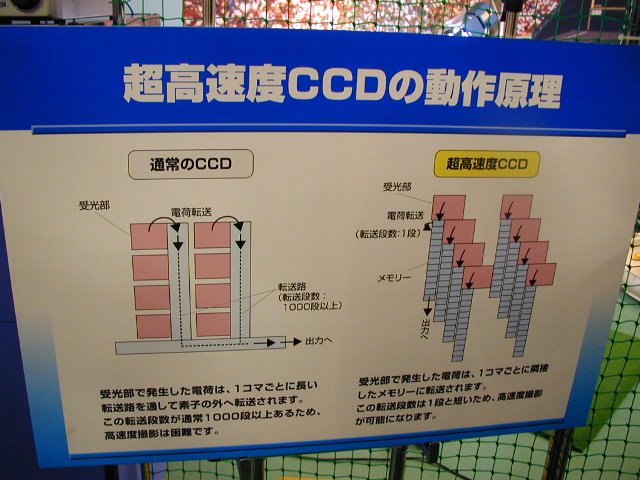 超高速度CCDの動作原理
通常のCCD
受光部
電荷転送
転送路
(転送段数:
1000段以上)
出力へ
受光部で発生した電荷は、1コマごとに長い
転送路を通して素子の外へ転送されます。
この転送段数が通常1000段以上あるため、
高速度撮影は困難です。
超高速度CCD
受光部
電荷転送
(転送段数:1段)
メモリー
出力へ
受光部で発生した電荷は、1コマごとに隣接
したメモリーに転送されます。
この転送段数は1段と短いため、高速度撮影
が可能になります。